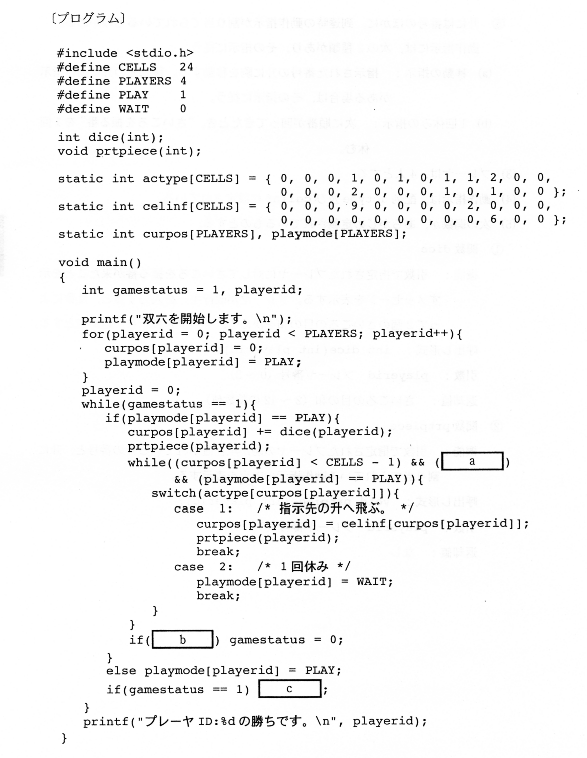 〔プログラム〕
#include <stdio.h>
#define CELLS 24
#define PLAYERS 4
#define PLAY 1
#define WAIT 0
int dice(int);
void prtpiece(int);
static int actype[CELLS] = { 0, 0, 0, 1, 0, 1, 0, 1, 1, 2, 0, 0,
0, 0, 0, 2, 0, 0, 0, 1, 0, 1, 0, 0 };
static int celinf[CELLS] = { 0, 0, 0, 9, 0, 0, 0, 0, 2, 0, 0, 0,
0, 0, 0, 0, 0, 0, 0, 0, 0, 6, 0, 0 };
static int curpos[PLAYERS], playmode[PLAYERS];
void main()
{
int gamestatus = 1, playerid;
printf("双六を開始します。\n");
for(playerid = 0; playerid < PLAYERS; playerid++){
curpos[playerid] = 0;
playmode[playerid] = PLAY;
}
playerid = 0;
while(gamestatus == 1){
if(playmode[playerid] == PLAY){
curpos[playerid] += dice(playerid);
prtpiece(playerid);
while((curpos[playerid] < CELLS - 1) && ( a )
&& (playmode[playerid] == PLAY)){
switch(actype[curpos[playerid]]){
case 1: /* 指示先の升へ飛ぶ。 */
curpos[playerid] = celinf[curpos[playerid]];
prtpiece(playerid);
break;
case 2: /* 1回休み */
playmode[playerid] = WAIT;
break;
}
}
if( b ) gamestatus = 0;
}
else playmode[playerid] = PLAY;
if(gamestatus == 1) c ;
}
printf("プレーヤ ID:%d の勝ちです。\n", playerid);
}